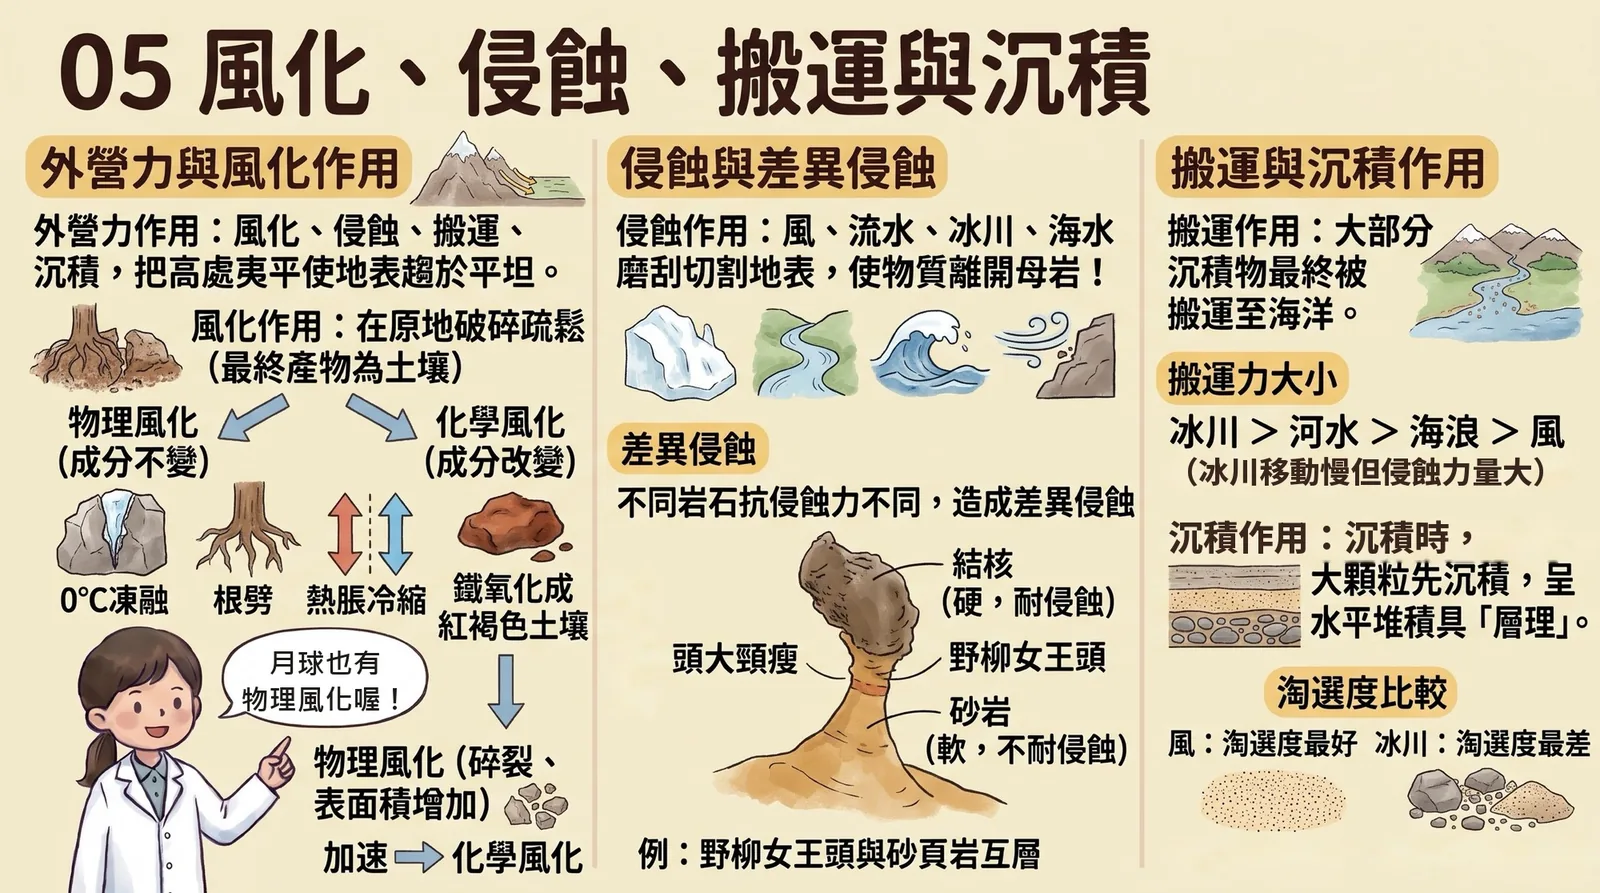 05 風化、侵蝕、搬運與沉積
外營力與風化作用
外營力作用：風化、侵蝕、搬運、
沉積，把高處夷平使地表趨於平坦。
風化作用：在原地破碎疏鬆
（最終產物為土壤）
物理風化
(成分不變)
化學風化
(成分改變)
0°C凍融
根劈
熱脹冷縮
鐵氧化成
紅褐色土壤
月球也有
物理風化喔！
物理風化 (碎裂、
表面積增加)
加速
化學風化
侵蝕與差異侵蝕
侵蝕作用：風、流水、冰川、海水
磨刮切割地表，使物質離開母岩！
差異侵蝕
不同岩石抗侵蝕力不同，造成差異侵蝕
結核
(硬，耐侵蝕)
頭大頸瘦
野柳女王頭
砂岩
(軟，不耐侵蝕)
例：野柳女王頭與砂頁岩互層
搬運與沉積作用
搬運作用：大部分
沉積物最終被
搬運至海洋。
搬運力大小
冰川 > 河水 > 海浪 > 風
（冰川移動慢但侵蝕力量大）
沉積作用：沉積時，
大顆粒先沉積，呈
水平堆積具「層理」。
淘選度比較
風：淘選度最好
冰川：淘選度最差